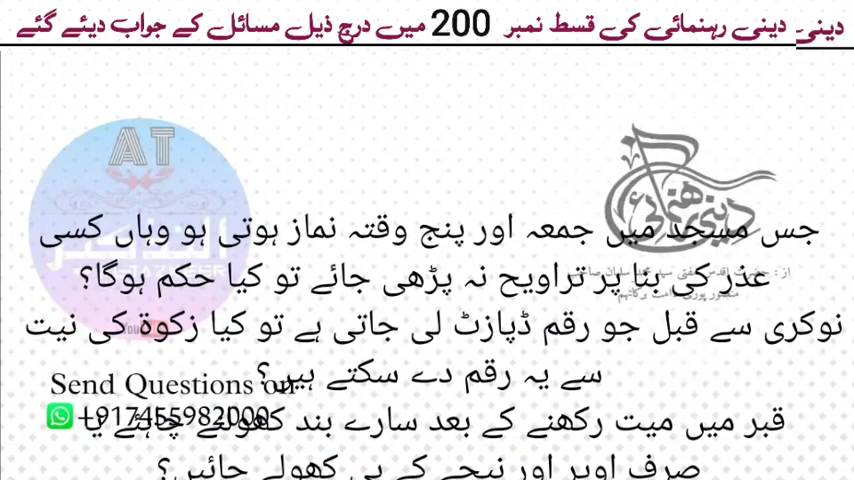 دینی دینی رہنمائی کی قسط نمبر 200 میں درج ذیل مسائل کے جواب دیئے گئے
AT
دینی رہنمائی
جس مسجد میں جمعہ اور پنج وقتہ نماز ہوتی ہو وہاں کسی
عذر کی بنا پر تراویح نہ پڑھی جائے تو کیا حکم ہوگا؟
نوکری سے قبل جو رقم ڈپازٹ لی جاتی ہے تو کیا زکوۃ کی نیت
سے یہ رقم دے سکتے ہیں؟
Send Questions on
+917455982000
قبر میں میت رکھنے کے بعد سارے بند کھولنے چاہئے یا
صرف اوپر اور نیچے کے ہی کھولے جائیں؟